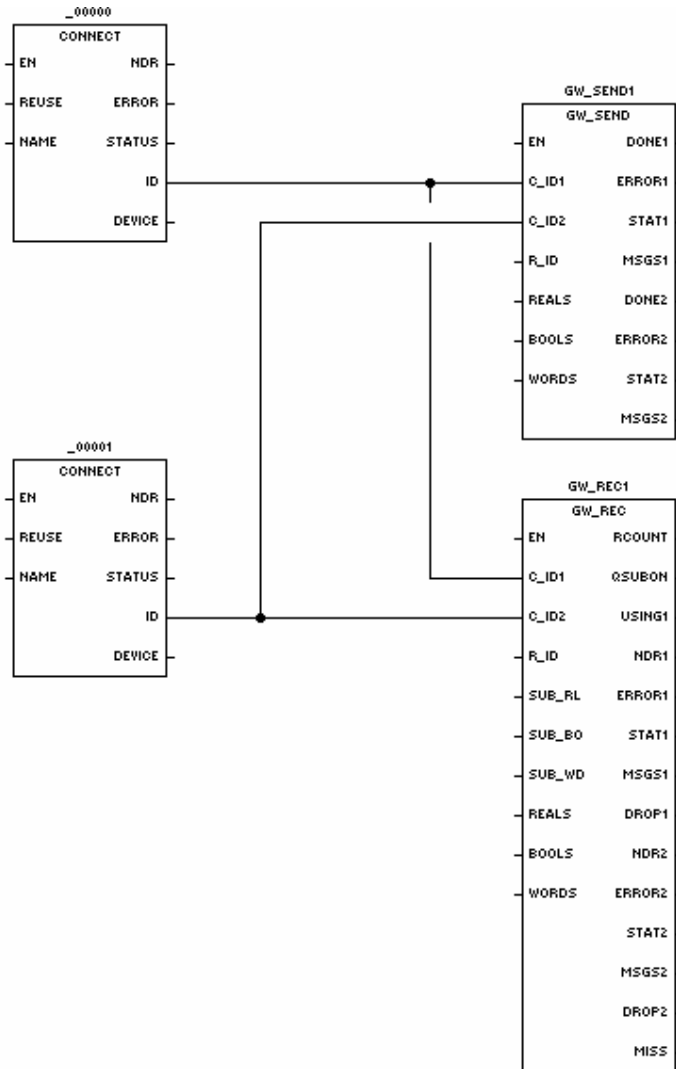 _00000
CONNECT
EN NDR
REUSE ERROR
NAME STATUS
ID
DEVICE
GW_SEND1
GW_SEND
EN DONE1
C_ID1 ERROR1
C_ID2 STAT1
R_ID MSGS1
REALS DONE2
BOOLS ERROR2
WORDS STAT2
MSGS2
_00001
CONNECT
EN NDR
REUSE ERROR
NAME STATUS
ID
DEVICE
GW_REC1
GW_REC
EN RCOUNT
C_ID1 QSUBON
C_ID2 USING1
R_ID NDR1
SUB_RL ERROR1
SUB_BO STAT1
SUB_WD MSGS1
REALS DROP1
BOOLS NDR2
WORDS ERROR2
STAT2
MSGS2
DROP2
MISS